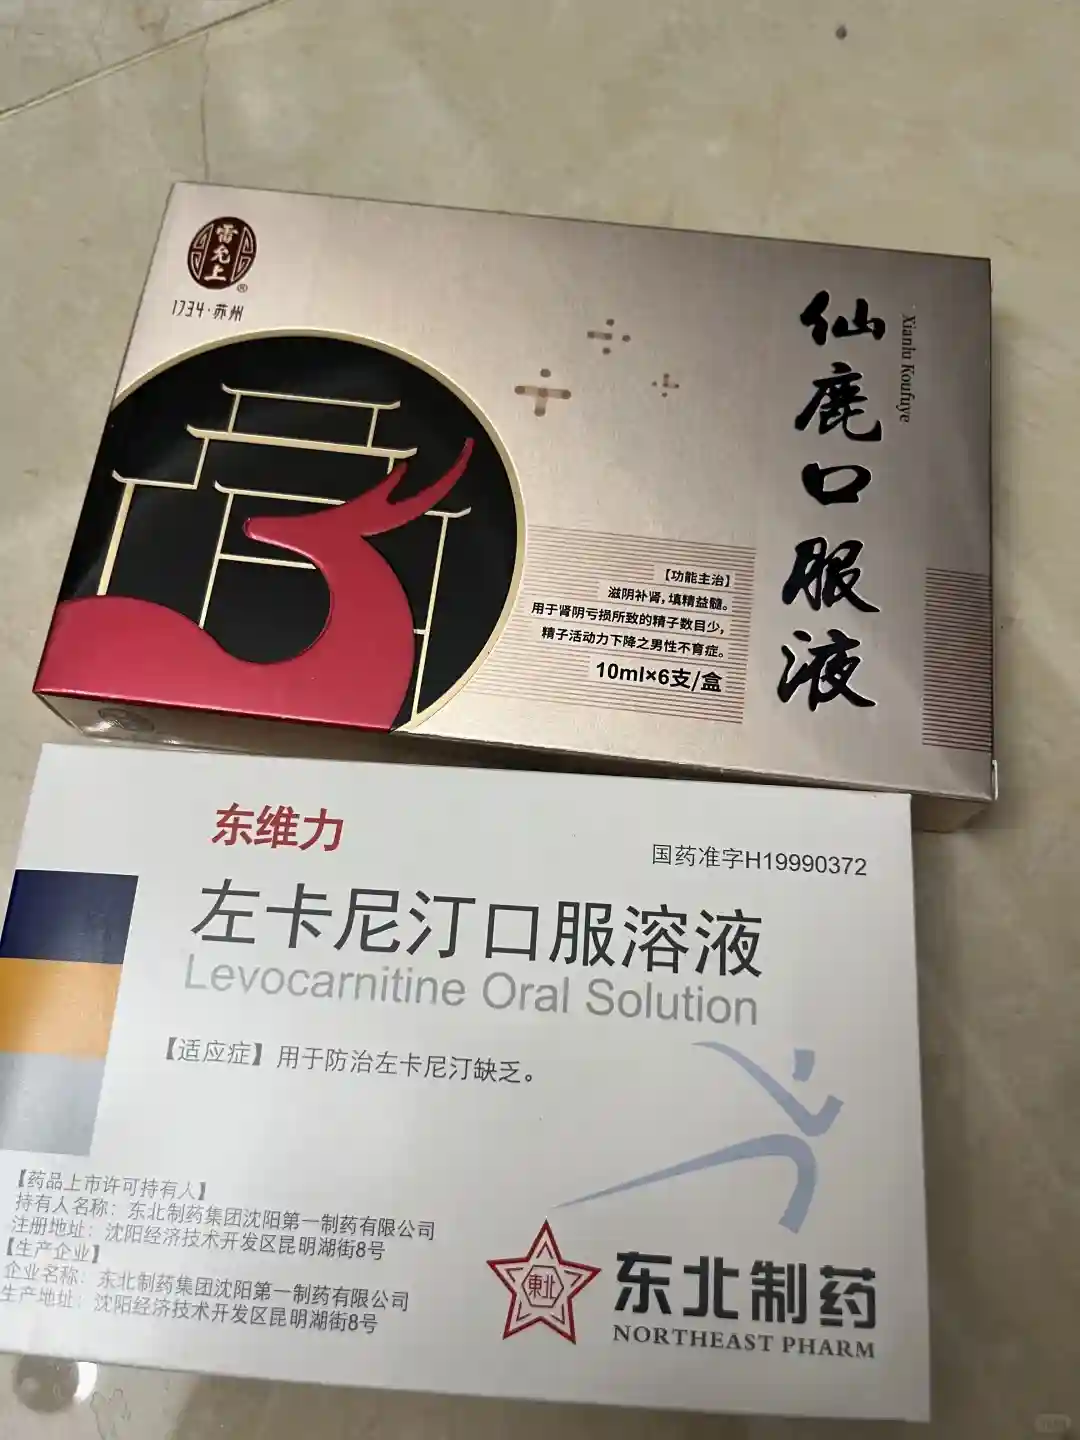 雷允上
®
1734·苏州
仙鹿口服液
Xianlu Koufuye
【功能主治】
滋阴补肾,填精益髓。
用于肾阴亏损所致的精子数目少,
精子活动力下降之男性不育症。
10ml×6支/盒
东维力
国药准字H19990372
左卡尼汀口服溶液
Levocarnitine Oral Solution
【适应症】用于防治左卡尼汀缺乏。
【药品上市许可持有人】
持有人名称：东北制药集团沈阳第一制药有限公司
注册地址：沈阳经济技术开发区昆明湖街8号
【生产企业】
企业名称：东北制药集团沈阳第一制药有限公司
生产地址：沈阳经济技术开发区昆明湖街8号
東北
东北制药
NORTHEAST PHARM